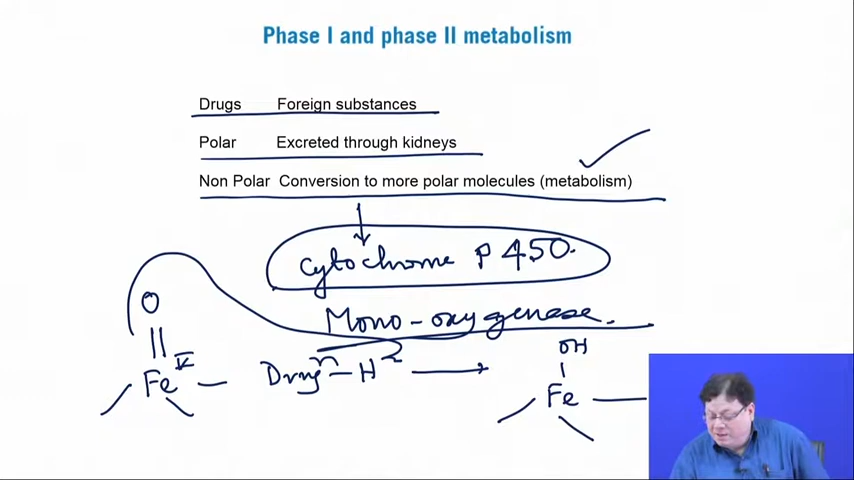 Phase I and phase II metabolism
Drugs Foreign substances
Polar Excreted through kidneys
Non Polar Conversion to more polar molecules (metabolism)
Cytochrome P 450.
Mono-oxygenase.
O
V
Fe
Drug - H
OH
Fe